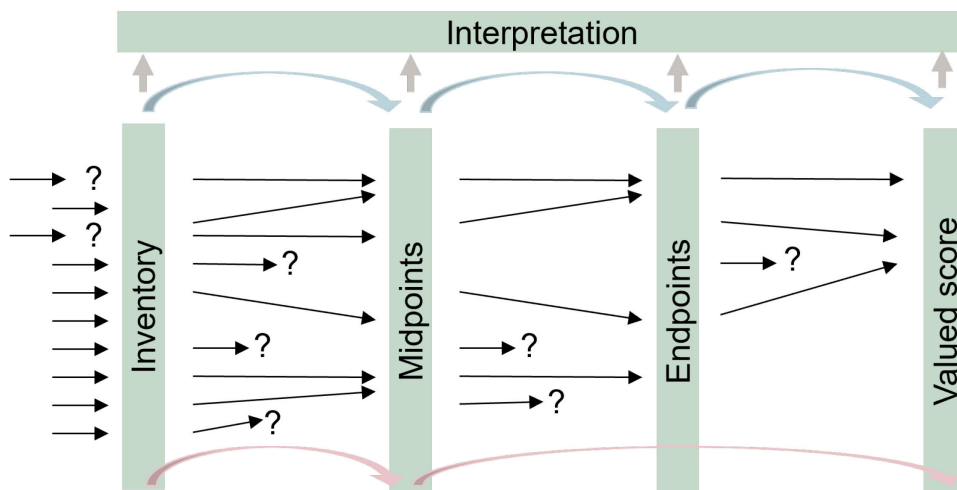 Interpretation
?
?
Inventory
?
?
?
Midpoints
?
?
Endpoints
?
Valued score